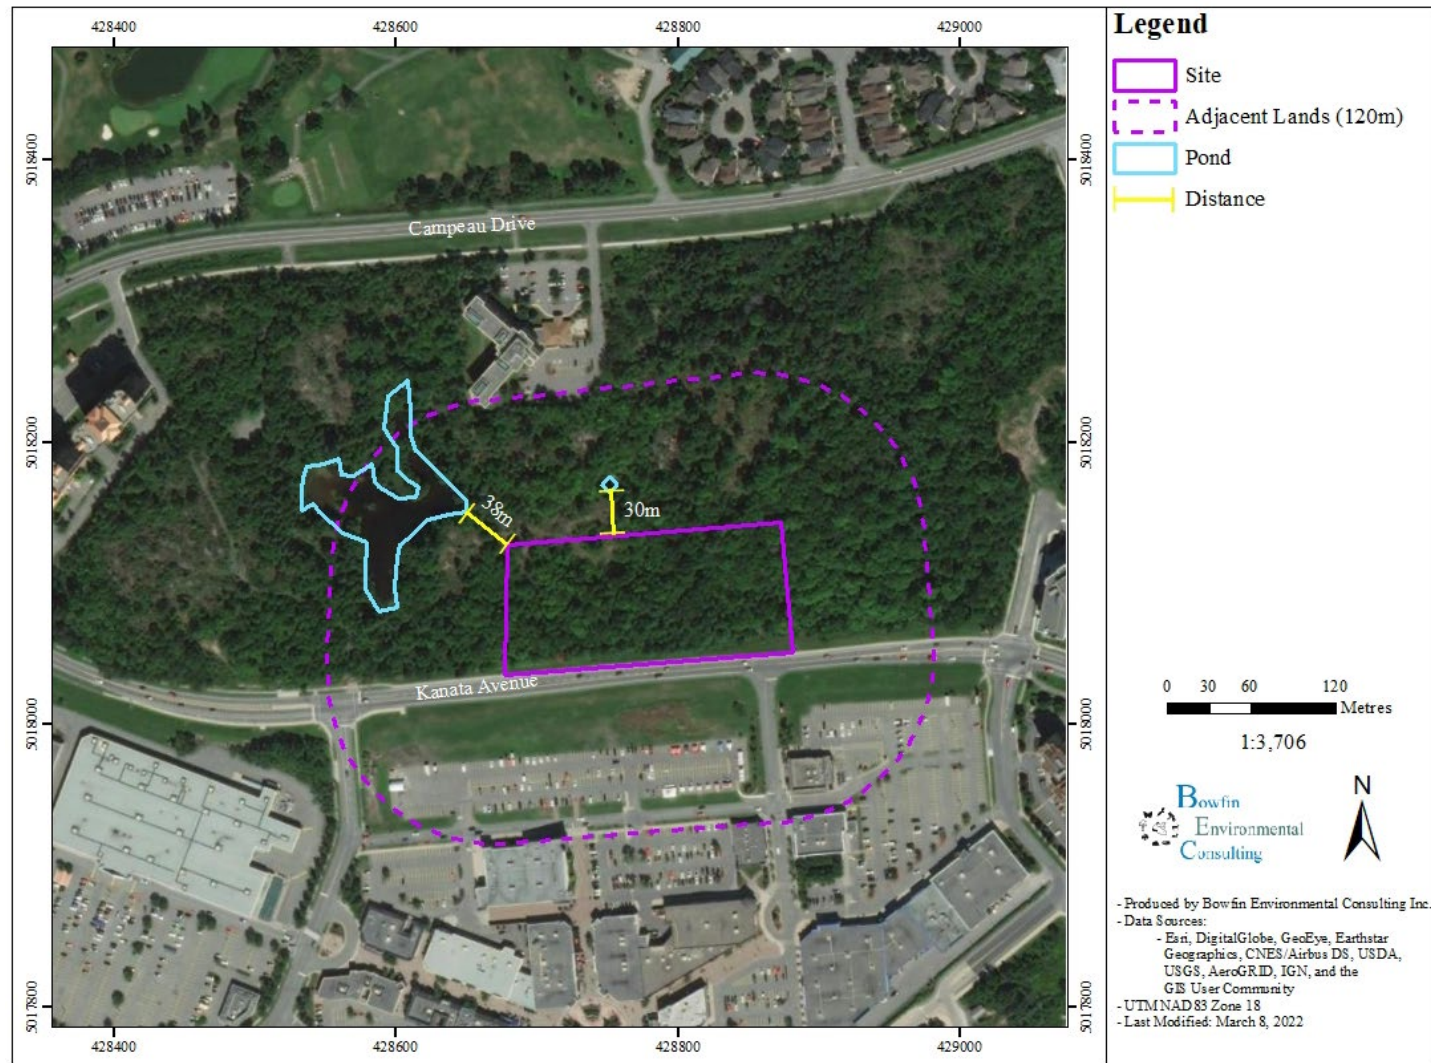 428400
428600
428800
429000
Legend
Site
Adjacent Lands (120m)
Pond
Distance
5018400
5018400
Campeau Drive
5018200
5018200
38m
30m
Kanata Avenue
5018000
5018000
0 30 60 120
Metres
1:3,706
N
Bowfin
Environmental
Consulting
- Produced by Bowfin Environmental Consulting Inc.
- Data Sources:
- Esri, DigitalGlobe, GeoEye, Earthstar
Geographics, CNES/Airbus DS, USDA,
USGS, AeroGRID, IGN, and the
GIS User Community
- UTM NAD83 Zone 18
- Last Modified: March 8, 2022
5017800
5017800
428400
428600
428800
429000